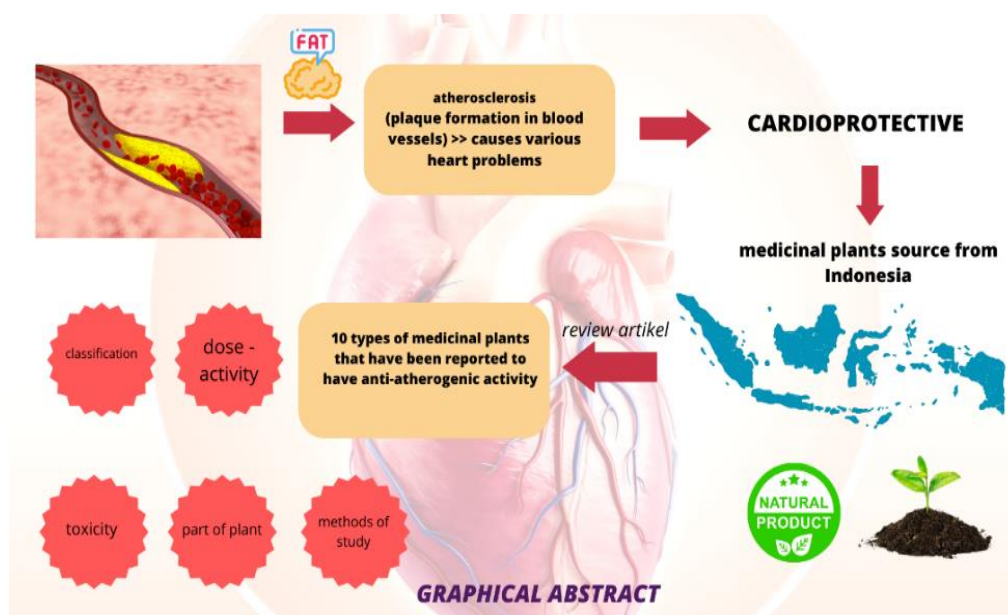 FAT
atherosclerosis
(plaque formation in blood
vessels) >> causes various
heart problems
CARDIOPROTECTIVE
medicinal plants source from
Indonesia
review artikel
10 types of medicinal plants
that have been reported to
have anti-atherogenic activity
classification
dose -
activity
toxicity
part of plant
methods of
study
NATURAL
PRODUCT
GRAPHICAL ABSTRACT